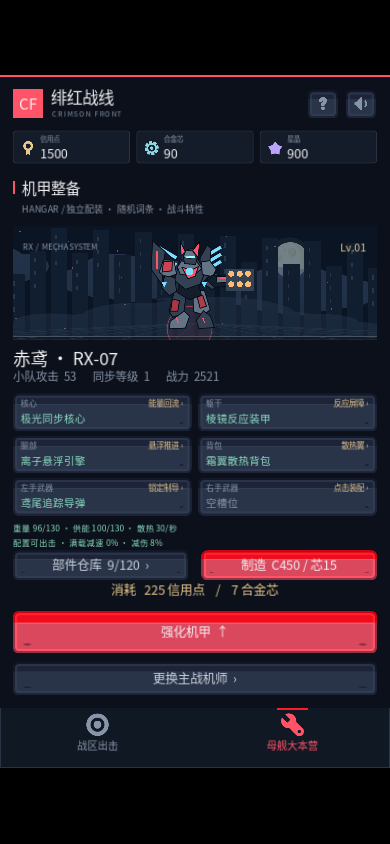 CF
绯红战线
CRIMSON FRONT
?
信用点
1500
合金芯
90
星晶
900
机甲整备
HANGAR / 独立配装 · 随机词条 · 战斗特性
RX / MECHA SYSTEM
Lv.01
赤鸢 · RX-07
小队攻击 53 同步等级 1 战力 2521
核心 能量回流 ›
极光同步核心
躯干 反应屏障 ›
棱镜反应装甲
腿部 悬浮推进 ›
离子悬浮引擎
背包 散热翼 ›
霜翼散热背包
左手武器 锁定制导 ›
鸢尾追踪导弹
右手武器 点击装配 ›
空槽位
重量 96/130 · 供能 100/130 · 散热 30/秒
配置可出击 · 满载减速 0% · 减伤 8%
部件仓库 9/120 ›
制造 C450 / 芯15
消耗 225 信用点 / 7 合金芯
强化机甲 ↑
更换主战机师 ›
战区出击
母舰大本营